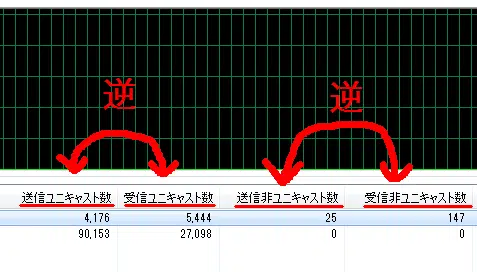 逆 逆
送信ユニキャスト数 受信ユニキャスト数 送信非ユニキャスト数 受信非ユニキャスト数
4,176 5,444 25 147
90,153 27,098 0 0